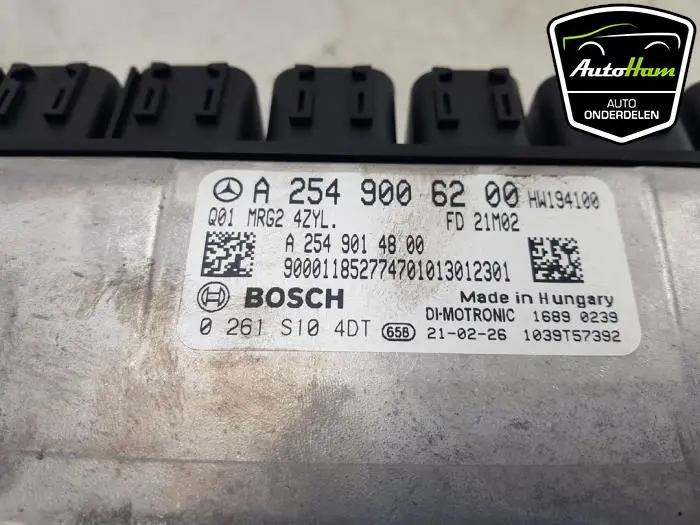 AutoHam
AUTO
ONDERDELEN
A 254 900 62 00 HW194100
Q01 MRG2 4ZYL. FD 21M02
A 254 901 48 00
900011852774701013012301
BOSCH Made in Hungary
DI-MOTRONIC 1689 0239
0 261 S10 4DT 65B 21-02-26 1039T57392